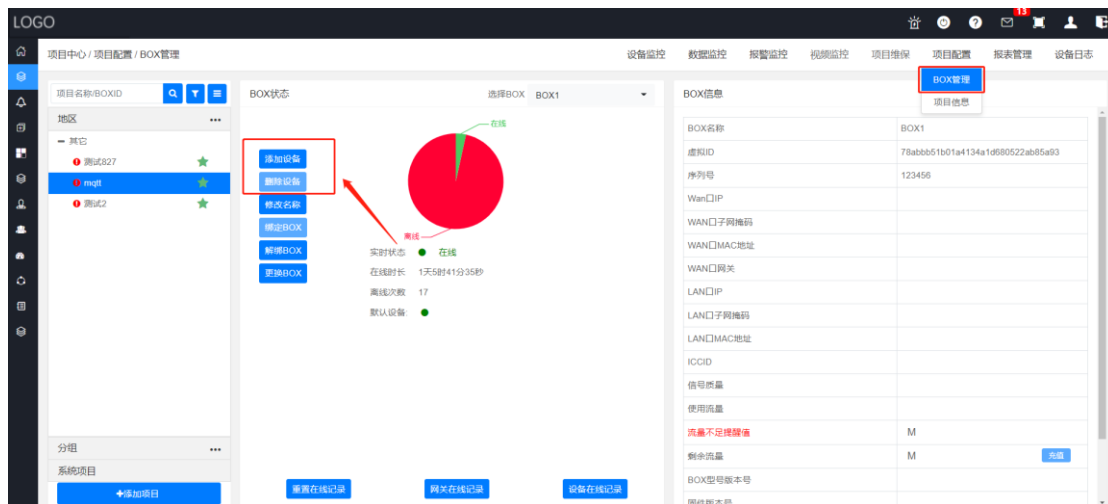 LOGO
13
项目中心 / 项目配置 / BOX管理
设备监控 数据监控 报警监控 视频监控 项目维保 项目配置 报表管理 设备日志
BOX管理
项目信息
项目名称/BOXID
地区
其它
测试827
mqtt
测试2
分组
系统项目
+添加项目
BOX状态
选择BOX BOX1
在线
离线
添加设备
删除设备
修改名称
绑定BOX
解绑BOX
更换BOX
实时状态: 在线
在线时长 1天5时41分35秒
离线次数 17
默认设备:
重置在线记录 网关在线记录 设备在线记录
BOX信息
BOX名称 BOX1
虚拟ID 78abbb51b01a4134a1d680522ab85a93
序列号 123456
Wan口IP
WAN口子网掩码
WAN口MAC地址
WAN口网关
LAN口IP
LAN口子网掩码
LAN口MAC地址
ICCID
信号质量
使用流量
流量不足提醒值 M
剩余流量 M 充值
BOX型号版本号
固件版本号